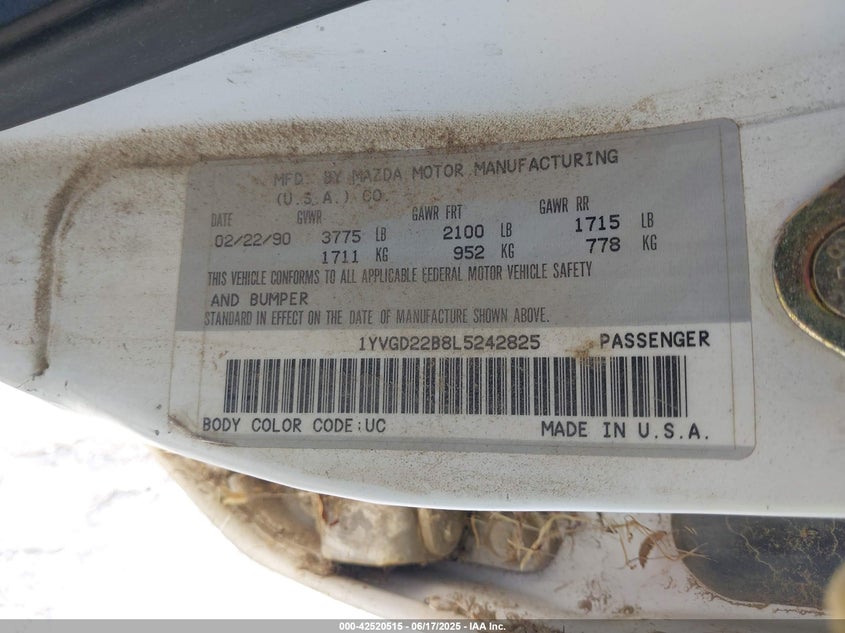 MFD. BY MAZDA MOTOR MANUFACTURING
(U.S.A.) CO.
DATE GVWR GAWR FRT GAWR RR
02/22/90 3775 LB 2100 LB 1715 LB
1711 KG 952 KG 778 KG
THIS VEHICLE CONFORMS TO ALL APPLICABLE FEDERAL MOTOR VEHICLE SAFETY
AND BUMPER
STANDARD IN EFFECT ON THE DATE OF MANUFACTURE SHOWN ABOVE.
1YVGD22B8L5242825 PASSENGER
BODY COLOR CODE:UC MADE IN U.S.A.
000-42520515 - 06/17/2025 - © IAA, Inc.